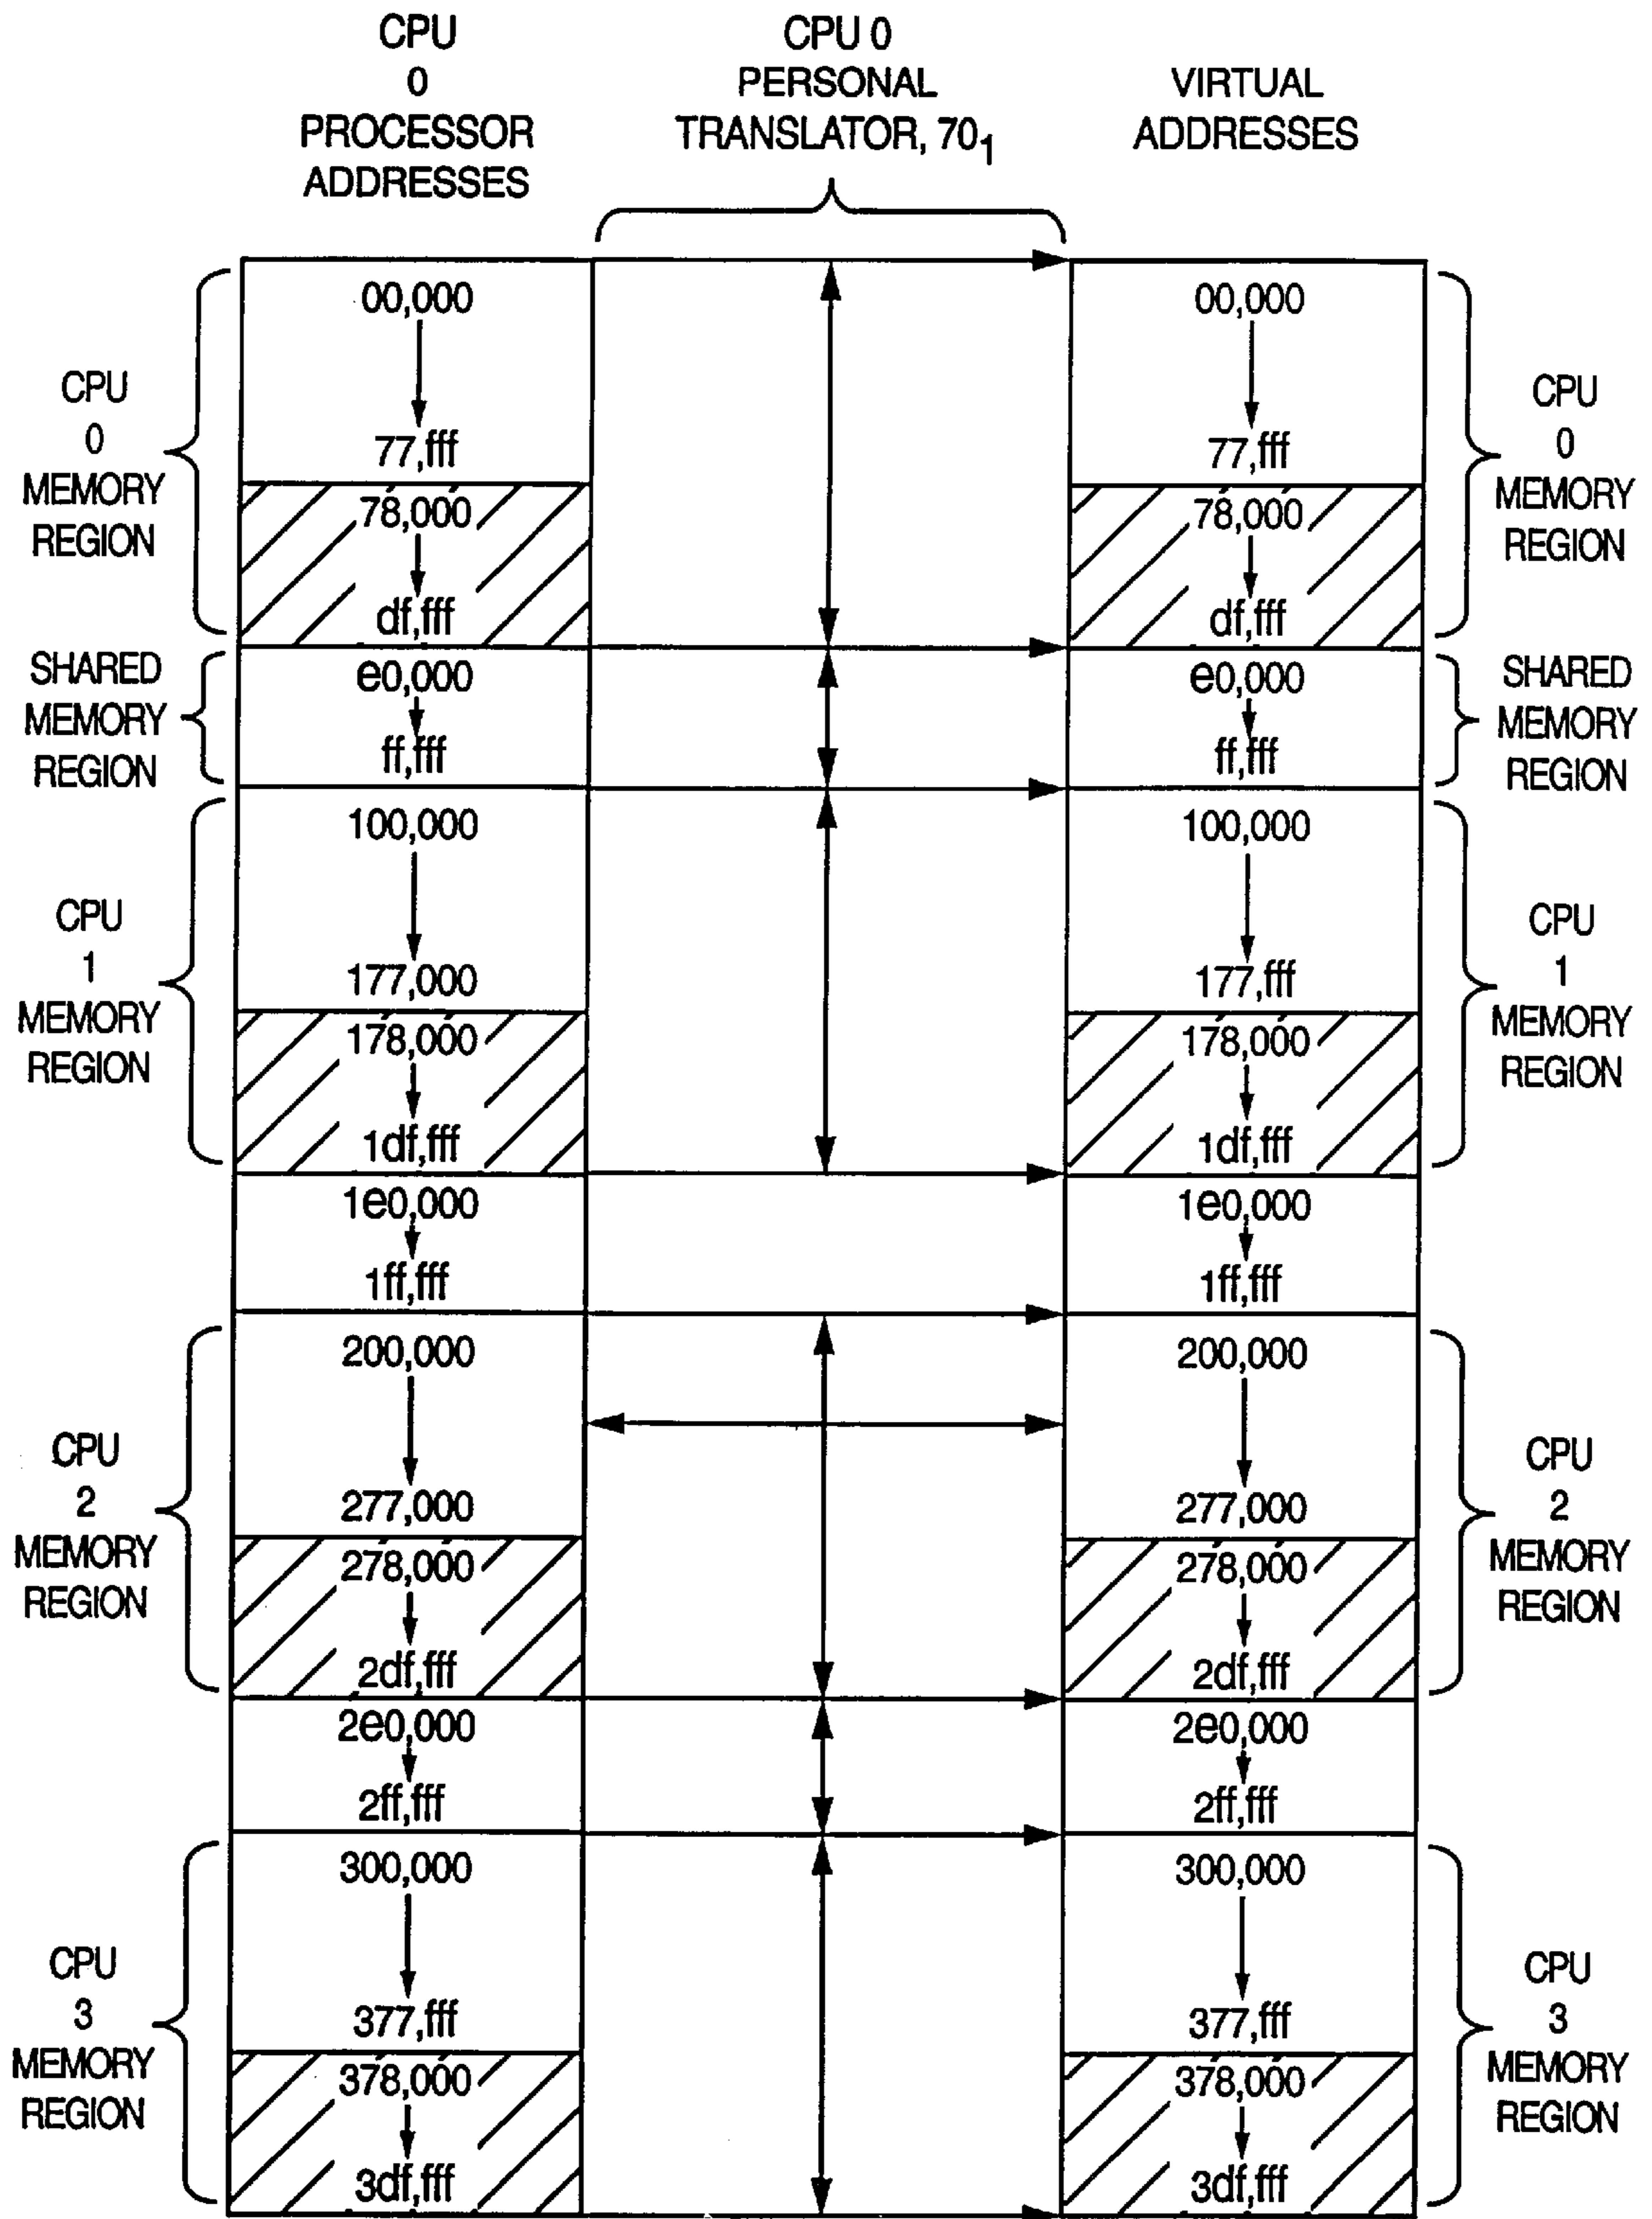 CPU
0
PROCESSOR
ADDRESSES
CPU 0
PERSONAL
TRANSLATOR, 70₁
VIRTUAL
ADDRESSES
CPU
0
MEMORY
REGION
00,000
77,fff
78,000
df,fff
00,000
77,fff
78,000
df,fff
CPU
0
MEMORY
REGION
SHARED
MEMORY
REGION
e0,000
ff,fff
e0,000
ff,fff
SHARED
MEMORY
REGION
CPU
1
MEMORY
REGION
100,000
177,000
178,000
1df,fff
100,000
177,fff
178,000
1df,fff
CPU
1
MEMORY
REGION
1e0,000
1ff,fff
1e0,000
1ff,fff
CPU
2
MEMORY
REGION
200,000
277,000
278,000
2df,fff
200,000
277,000
278,000
2df,fff
CPU
2
MEMORY
REGION
2e0,000
2ff,fff
2e0,000
2ff,fff
CPU
3
MEMORY
REGION
300,000
377,fff
378,000
3df,fff
300,000
377,fff
378,000
3df,fff
CPU
3
MEMORY
REGION